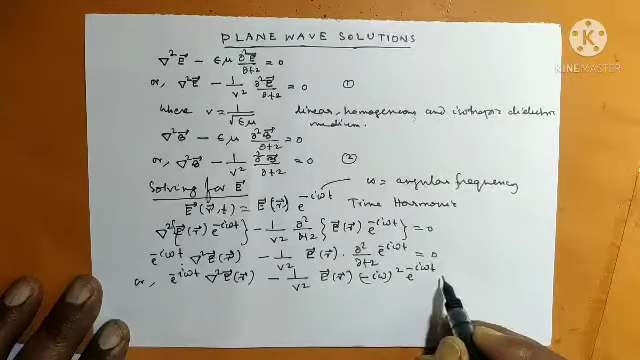 PLANE WAVE SOLUTIONS
KINEMASTER
∇²E⃗ − εμ ∂²E⃗/∂t² = 0
or, ∇²E⃗ − 1/v² ∂²E⃗/∂t² = 0 (1)
where v = 1/√εμ linear, homogeneous and isotropic dielectric
medium.
∇²B⃗ − εμ ∂²B⃗/∂t² = 0
or, ∇²B⃗ − 1/v² ∂²B⃗/∂t² = 0 (2)
Solving for E⃗ ω = angular frequency
E⃗(r⃗,t) = E⃗(r⃗) e^−iωt Time Harmonic
∇²{E⃗(r⃗) e^−iωt} − 1/v² ∂²/∂t² {E⃗(r⃗) e^−iωt} = 0
e^−iωt ∇²E⃗(r⃗) − 1/v² E⃗(r⃗) · ∂²/∂t² e^−iωt = 0
or, e^−iωt ∇²E⃗(r⃗) − 1/v² E⃗(r⃗) (−iω)² e^−iωt